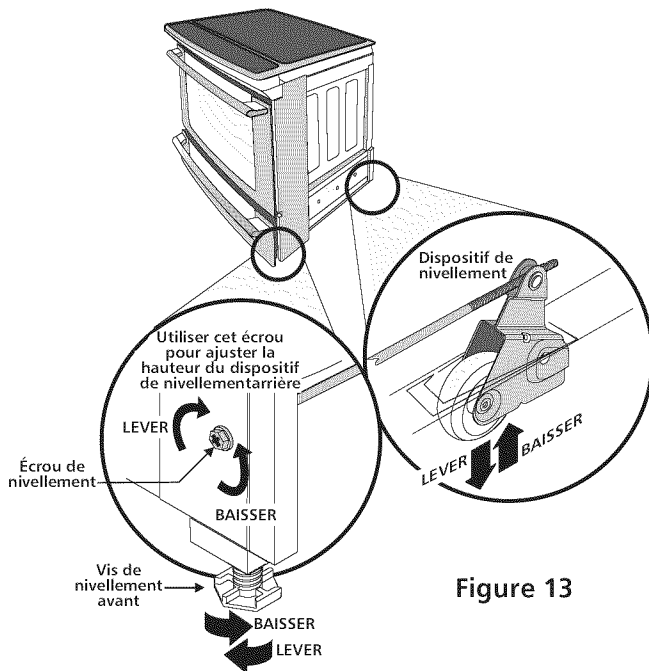 Dispositif de
nivellement
Utiliser cet écrou
pour ajuster la
hauteur du dispositif
de nivellementarrière
LEVER
Écrou de
nivellement
BAISSER
LEVER
BAISSER
Vis de
nivellement
avant
BAISSER
LEVER
Figure 13